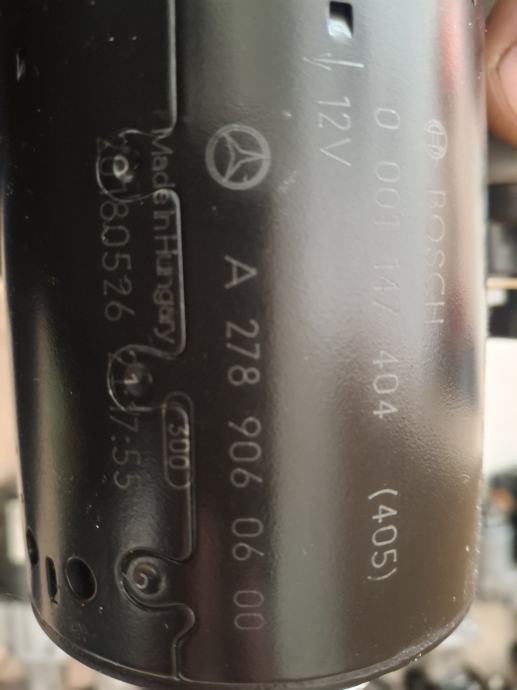 BOSCH
0 001 147 404 (405)
12V
A 278 906 06 00
Made in Hungary
300